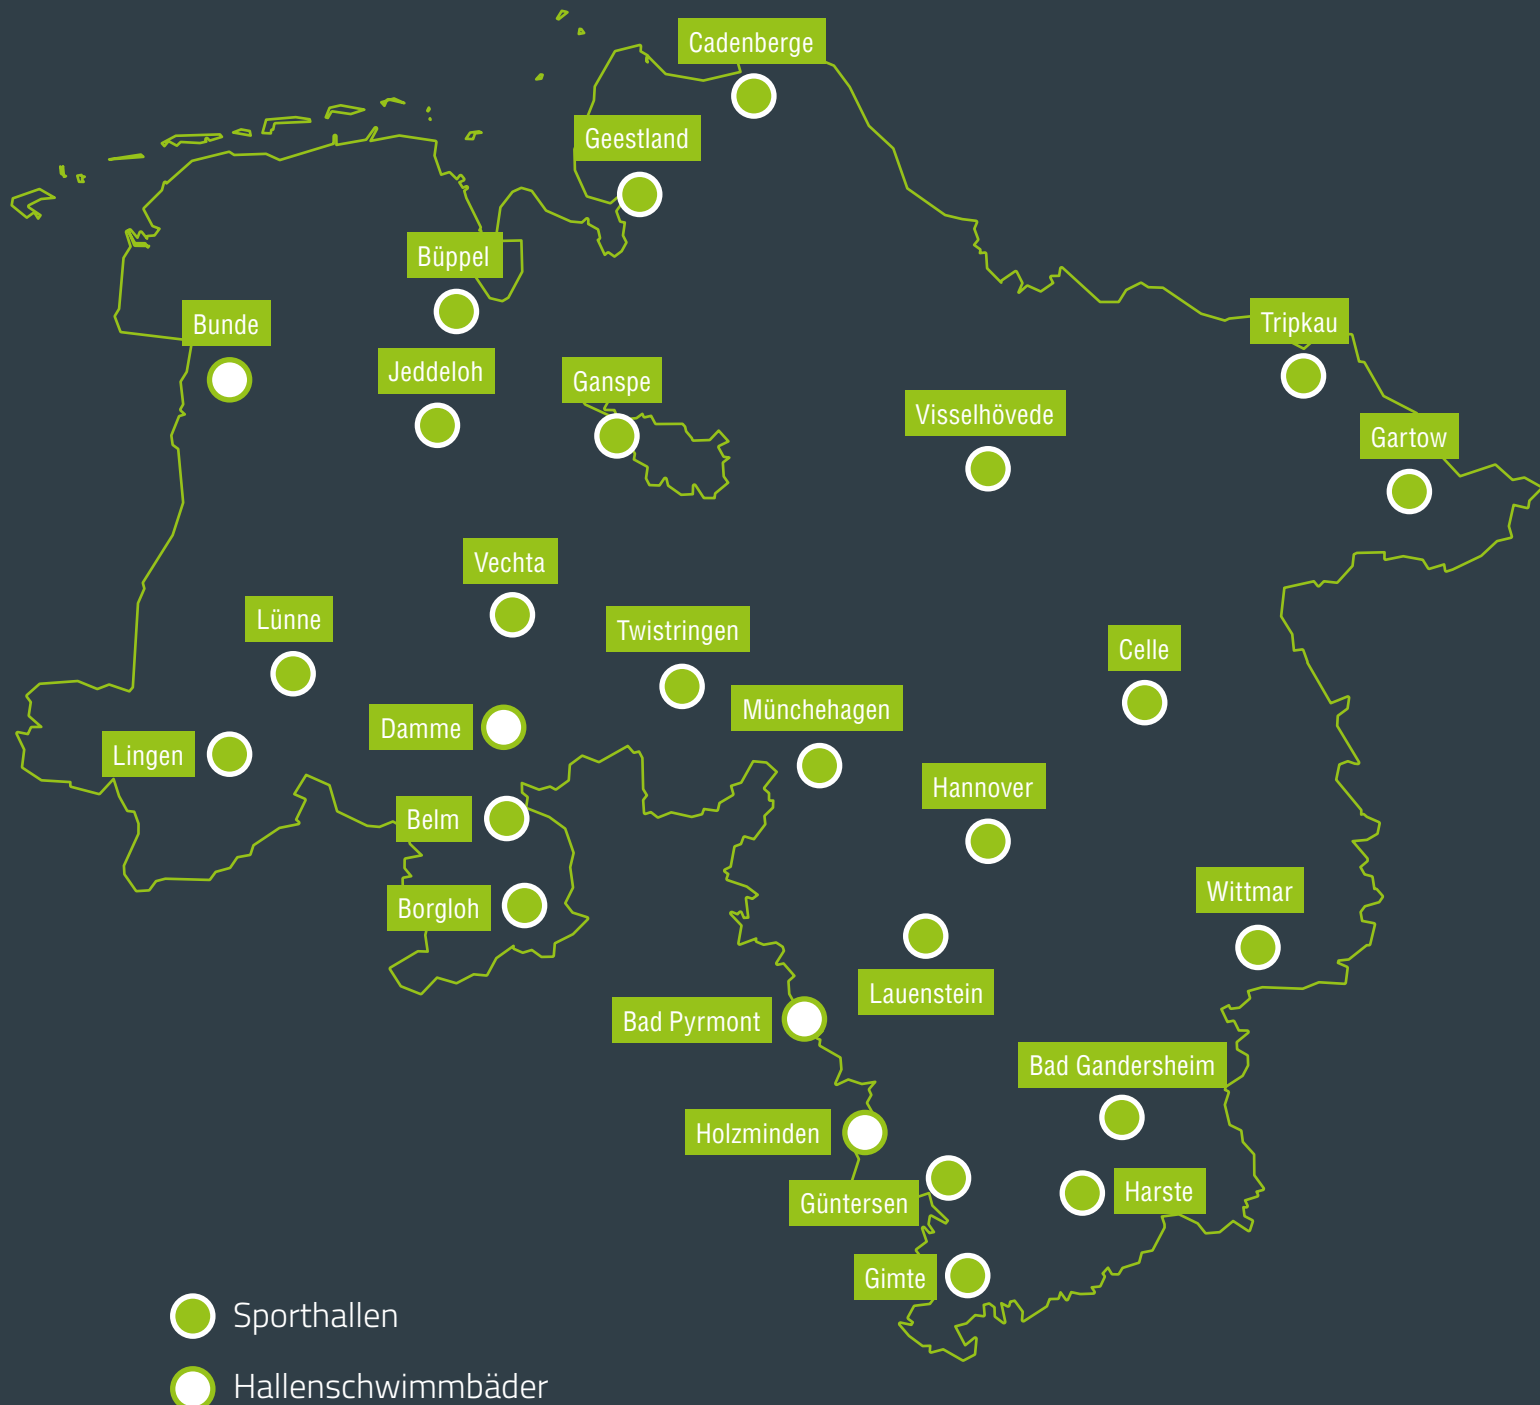 Cadenberge
Geestland
Büppel
Bunde
Tripkau
Jeddeloh
Ganspe
Visselhövede
Gartow
Vechta
Lünne
Twistringen
Celle
Damme
Münchehagen
Lingen
Hannover
Belm
Wittmar
Borgloh
Lauenstein
Bad Pyrmont
Bad Gandersheim
Holzminden
Harste
Güntersen
Gimte
Sporthallen
Hallenschwimmbäder